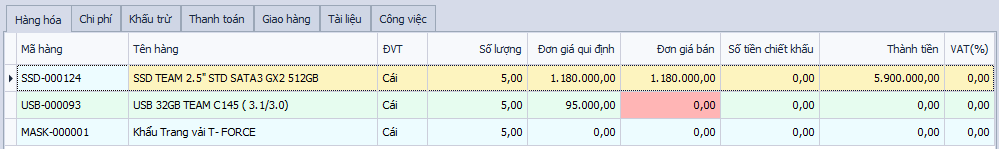 Hàng hóa Chi phí Khấu trừ Thanh toán Giao hàng Tài liệu Công việc
Mã hàng Tên hàng ĐVT Số lượng Đơn giá qui định Đơn giá bán Số tiền chiết khấu Thành tiền VAT(%)
SSD-000124 SSD TEAM 2.5" STD SATA3 GX2 512GB Cái 5,00 1.180.000,00 1.180.000,00 0,00 5.900.000,00 0,00
USB-000093 USB 32GB TEAM C145 ( 3.1/3.0) Cái 5,00 95.000,00 0,00 0,00 0,00 0,00
MASK-000001 Khẩu Trang vải T- FORCE Cái 5,00 0,00 0,00 0,00 0,00 0,00